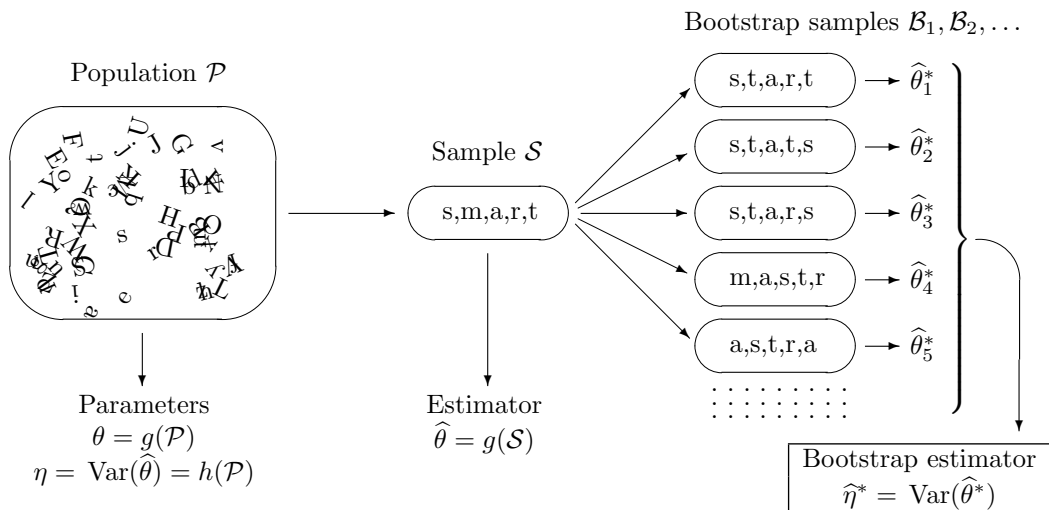 Bootstrap samples 𝓑₁, 𝓑₂, …
Population 𝓟
Sample 𝓢
s,m,a,r,t
s,t,a,r,t
θ̂*₁
s,t,a,t,s
θ̂*₂
s,t,a,r,s
θ̂*₃
m,a,s,t,r
θ̂*₄
a,s,t,r,a
θ̂*₅
Parameters
θ = g(𝓟)
η = Var(θ̂) = h(𝓟)
Estimator
θ̂ = g(𝓢)
Bootstrap estimator
η̂* = Var(θ̂*)